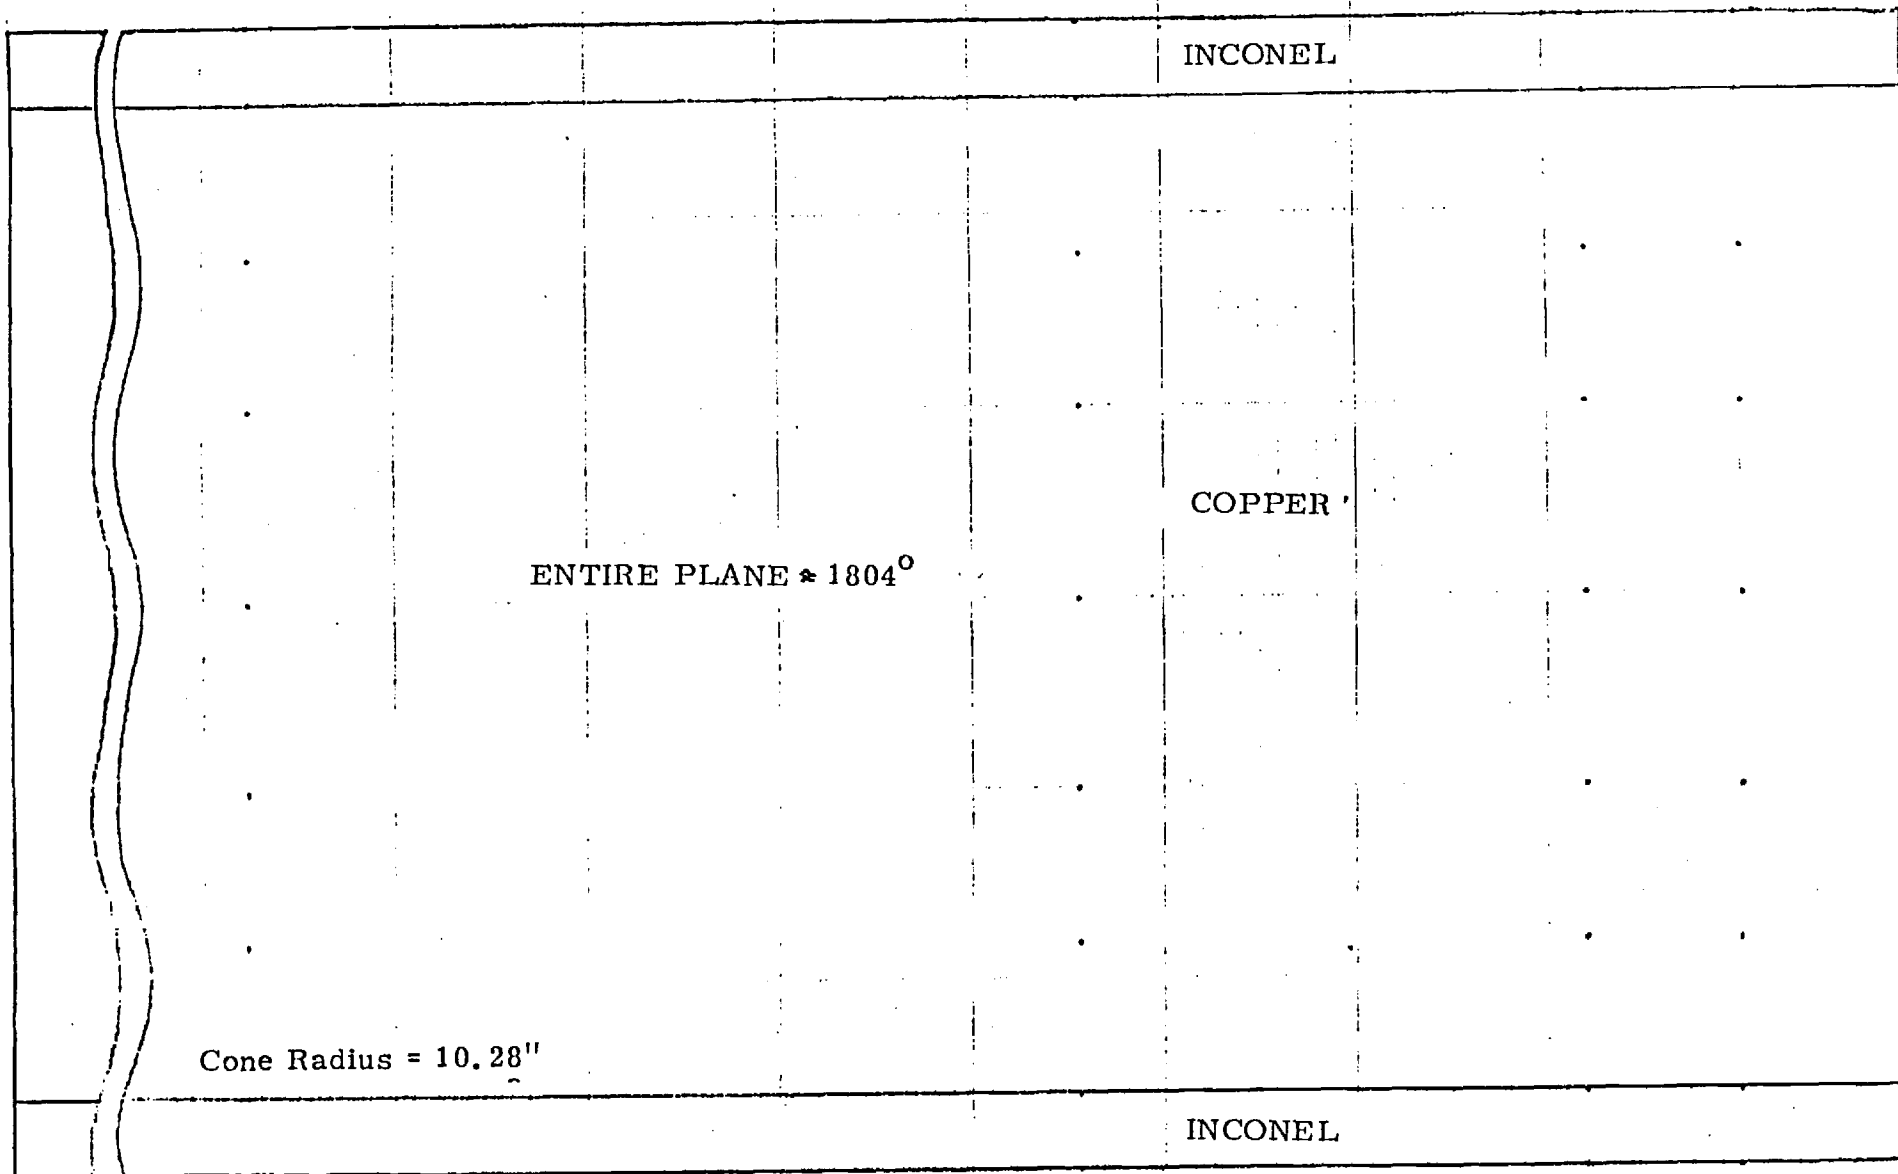 INCONEL
COPPER
ENTIRE PLANE ≈ 1804°
Cone Radius = 10.28"
INCONEL